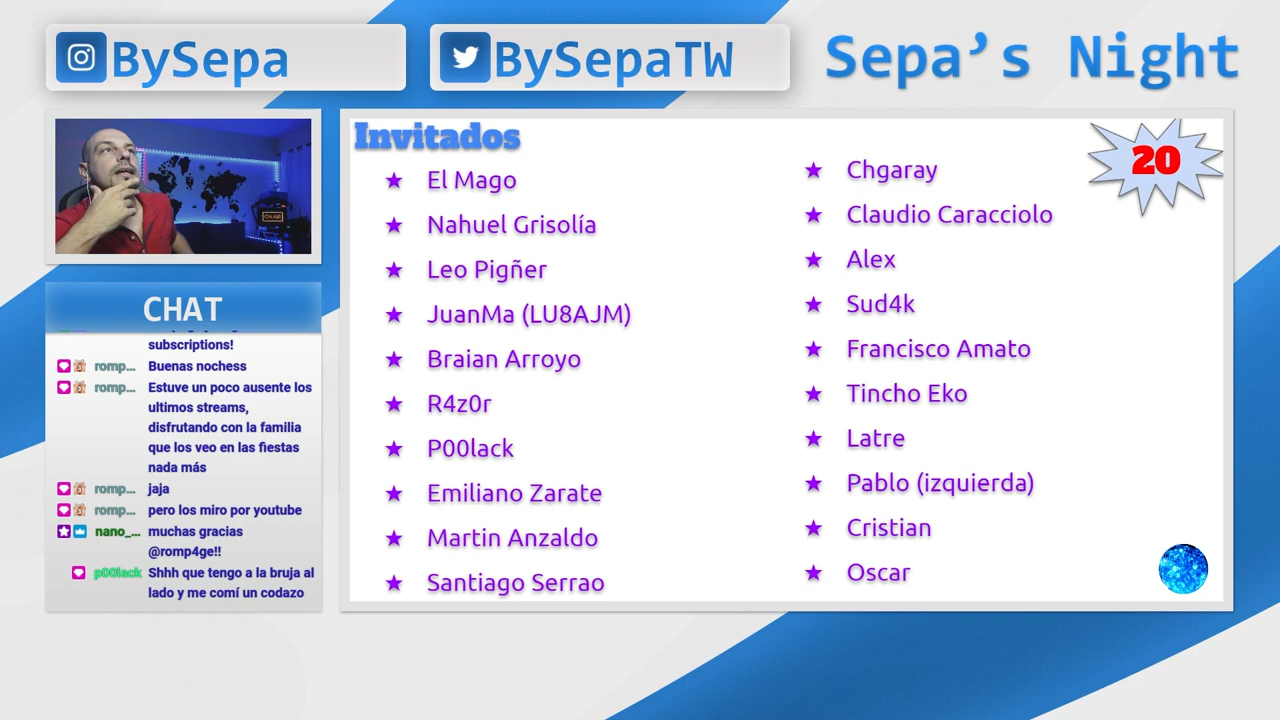 BySepa
BySepaTW
Sepa’s Night
ON AIR
CHAT
subscriptions!
romp... Buenas nochess
romp... Estuve un poco ausente los
ultimos streams,
disfrutando con la familia
que los veo en las fiestas
nada más
romp... jaja
romp... pero los miro por youtube
nano_... muchas gracias
@romp4ge!!
p00lack Shhh que tengo a la bruja al
lado y me comí un codazo
Invitados
El Mago
Nahuel Grisolía
Leo Pigñer
JuanMa (LU8AJM)
Braian Arroyo
R4z0r
P00lack
Emiliano Zarate
Martin Anzaldo
Santiago Serrao
20
Chgaray
Claudio Caracciolo
Alex
Sud4k
Francisco Amato
Tincho Eko
Latre
Pablo (izquierda)
Cristian
Oscar